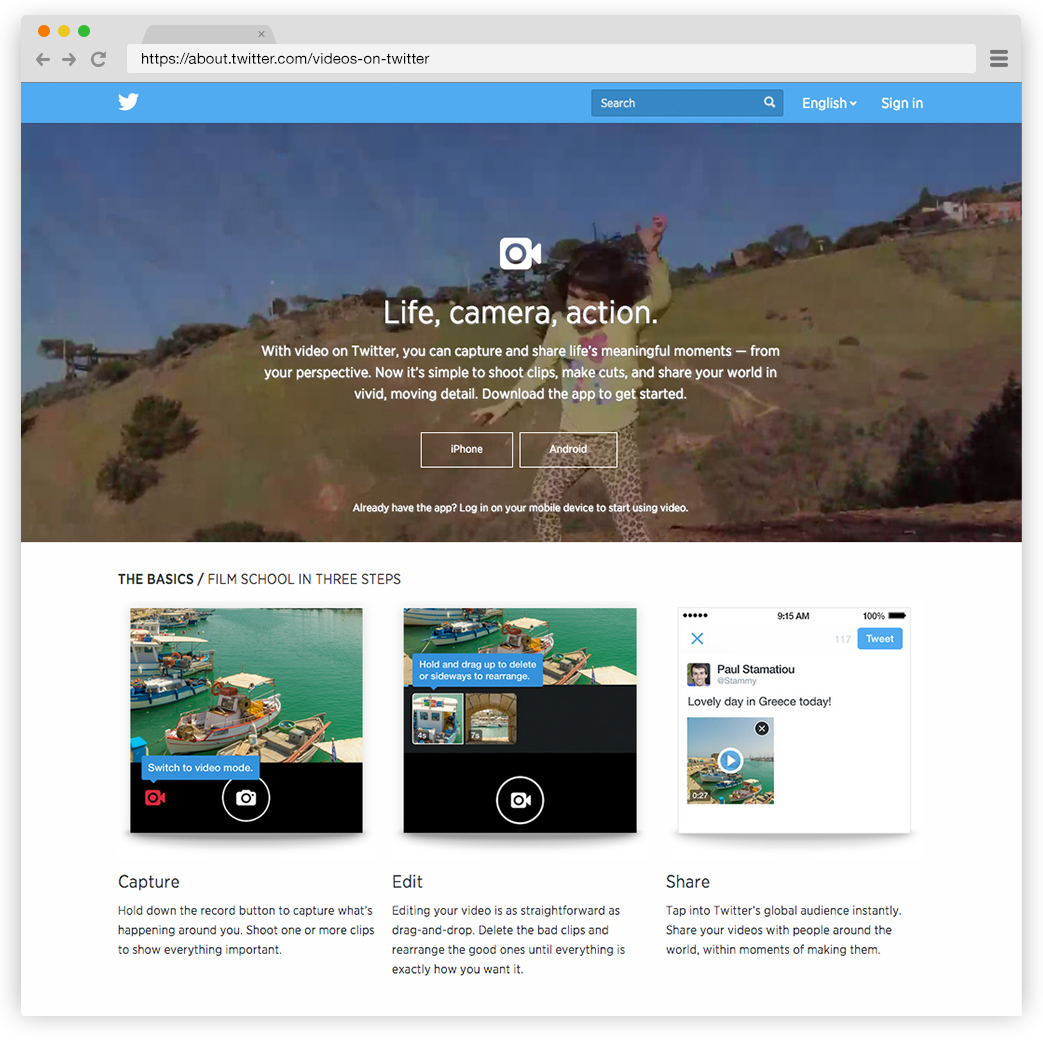 https://about.twitter.com/videos-on-twitter
Search
English
Sign in
Life, camera, action.
With video on Twitter, you can capture and share life's meaningful moments — from
your perspective. Now it's simple to shoot clips, make cuts, and share your world in
vivid, moving detail. Download the app to get started.
iPhone
Android
Already have the app? Log in on your mobile device to start using video.
THE BASICS / FILM SCHOOL IN THREE STEPS
Switch to video mode.
Hold and drag up to delete
or sideways to rearrange.
4s
7s
9:15 AM
100%
117
Tweet
Paul Stamatiou
@Stammy
Lovely day in Greece today!
0:27
Capture
Hold down the record button to capture what's
happening around you. Shoot one or more clips
to show everything important.
Edit
Editing your video is as straightforward as
drag-and-drop. Delete the bad clips and
rearrange the good ones until everything is
exactly how you want it.
Share
Tap into Twitter's global audience instantly.
Share your videos with people around the
world, within moments of making them.